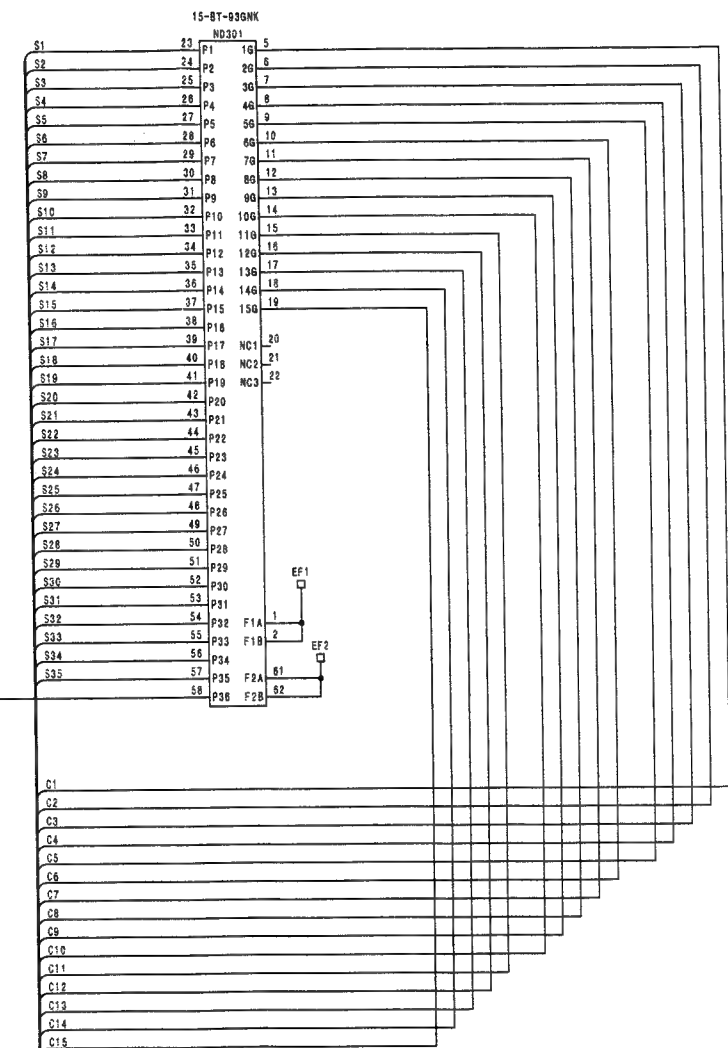 15-BT-93GNK
ND301
S1 23 P1 1G 5
S2 24 P2 2G 6
S3 25 P3 3G 7
S4 26 P4 4G 8
S5 27 P5 5G 9
S6 28 P6 6G 10
S7 29 P7 7G 11
S8 30 P8 8G 12
S9 31 P9 9G 13
S10 32 P10 10G 14
S11 33 P11 11G 15
S12 34 P12 12G 16
S13 35 P13 13G 17
S14 36 P14 14G 18
S15 37 P15 15G 19
S16 38 P16
S17 39 P17 NC1 20
S18 40 P18 NC2 21
S19 41 P19 NC3 22
S20 42 P20
S21 43 P21
S22 44 P22
S23 45 P23
S24 46 P24
S25 47 P25
S26 48 P26
S27 49 P27
S28 50 P28
S29 51 P29
EF1
S30 52 P30
S31 53 P31
S32 54 P32 F1A 1
S33 55 P33 F1B 2
EF2
S34 56 P34
S35 57 P35 F2A 61
58 P36 F2B 62
C1
C2
C3
C4
C5
C6
C7
C8
C9
C10
C11
C12
C13
C14
C15